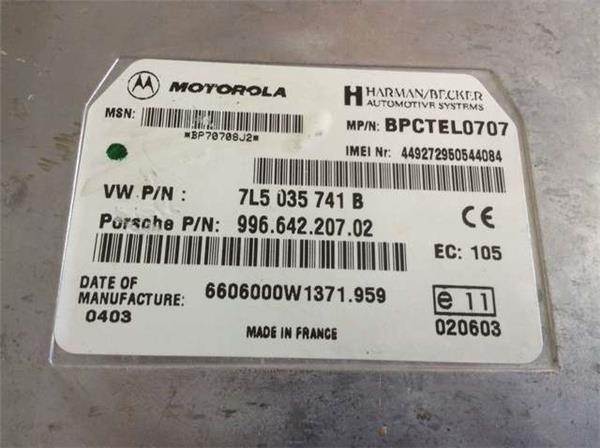 MOTOROLA
HARMAN/BECKER
AUTOMOTIVE SYSTEMS
MSN:
*BP70708J2*
MP/N: BPCTEL0707
IMEI Nr: 449272950544084
VW P/N : 7L5 035 741 B
Porsche P/N: 996.642.207.02
CE
EC: 105
DATE OF
MANUFACTURE: 6606000W1371.959
0403
e 11
020603
MADE IN FRANCE